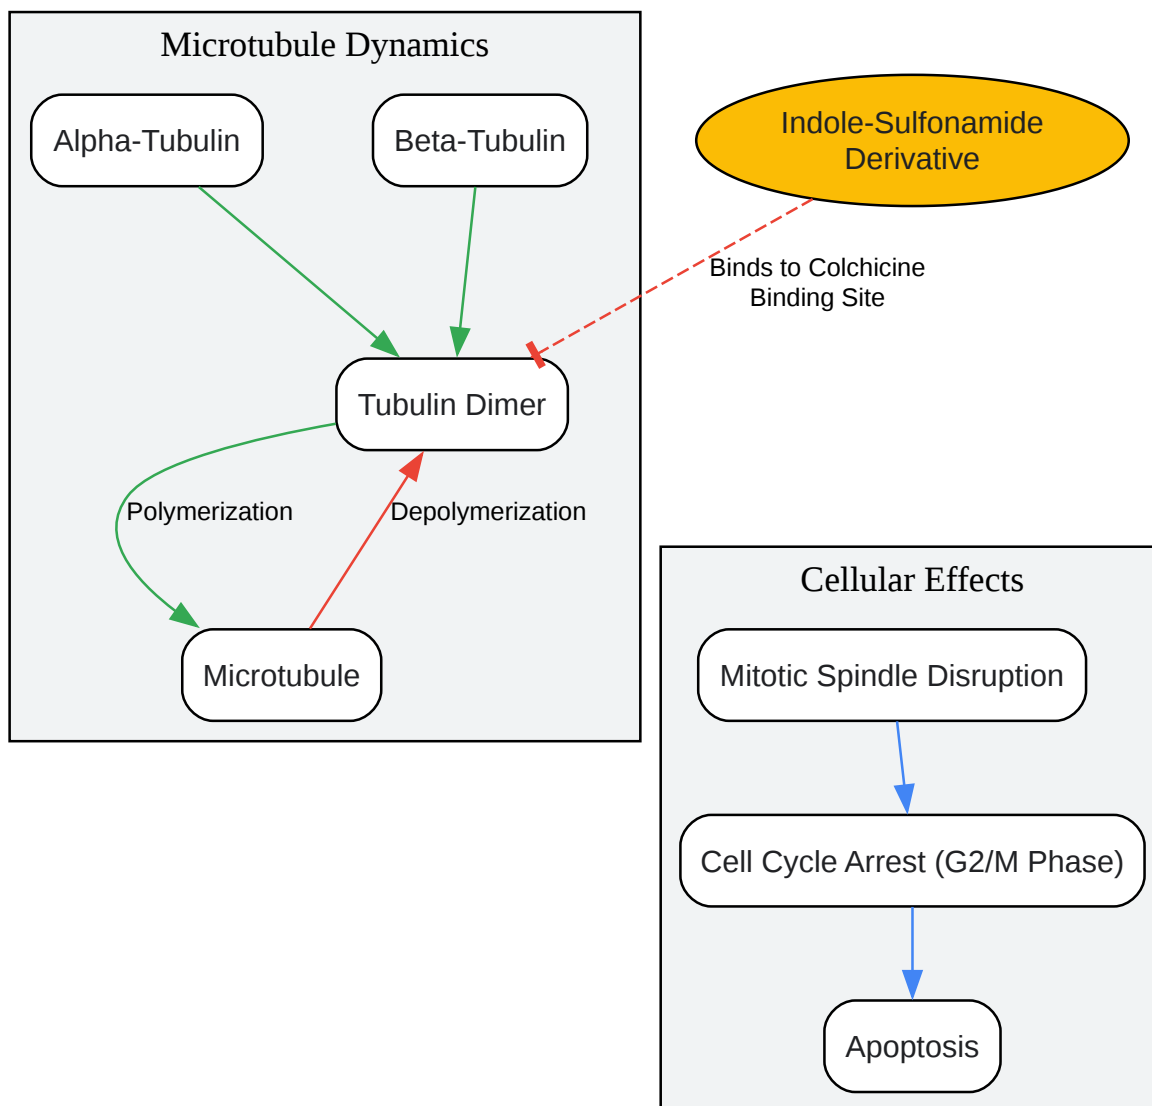 Microtubule Dynamics
Alpha-Tubulin
Beta-Tubulin
Indole-Sulfonamide
Derivative
Binds to Colchicine
Binding Site
Tubulin Dimer
Polymerization
Depolymerization
Microtubule
Cellular Effects
Mitotic Spindle Disruption
Cell Cycle Arrest (G2/M Phase)
Apoptosis